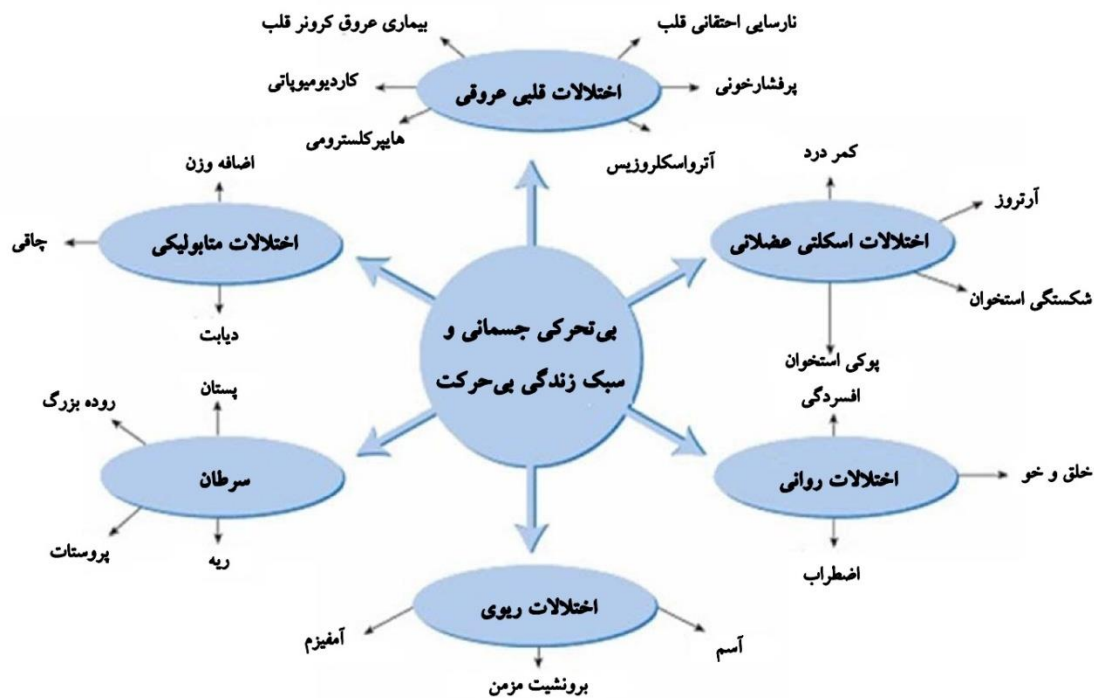 نارسایی احتقانی قلب
بیماری عروق کرونر قلب
اختلالات قلبی عروقی
پرفشارخونی
کاردیومیوپاتی
هایپرکلسترومی
آترواسکلروزیس
کمر درد
آرتروز
اختلالات اسکلتی عضلانی
شکستگی استخوان
پوکی استخوان
اضافه وزن
اختلالات متابولیکی
چاقی
دیابت
بی‌تحرکی جسمانی و
سبک زندگی بی‌حرکت
افسردگی
اختلالات روانی
خلق و خو
اضطراب
پستان
روده بزرگ
سرطان
پروستات
ریه
اختلالات ریوی
آسم
آمفیزم
برونشیت مزمن